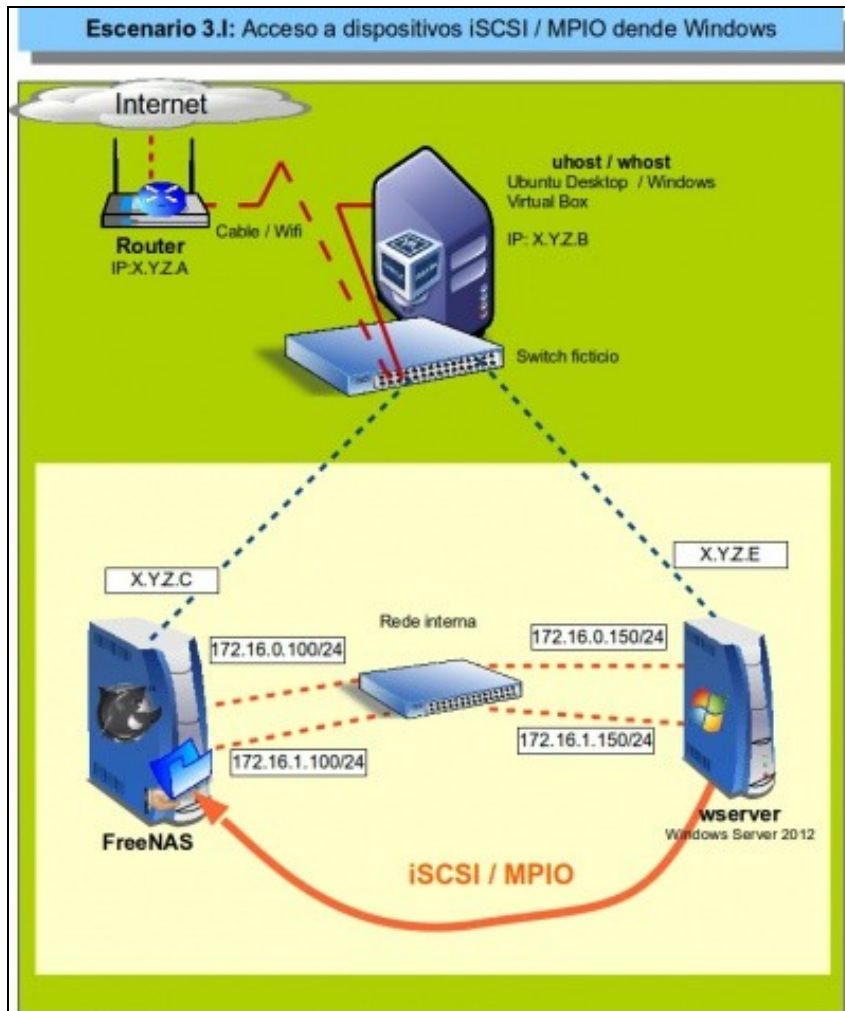 Escenario 3.I: Acceso a dispositivos iSCSI / MPIO dende Windows
Internet
Router
IP:X.Y.Z.A
Cable / Wifi
uhost / whost
Ubuntu Desktop / Windows
Virtual Box
IP: X.Y.Z.B
Switch ficticio
X.Y.Z.C
X.Y.Z.E
Rede interna
172.16.0.100/24
172.16.0.150/24
172.16.1.100/24
172.16.1.150/24
FreeNAS
wserver
Windows Server 2012
iSCSI / MPIO